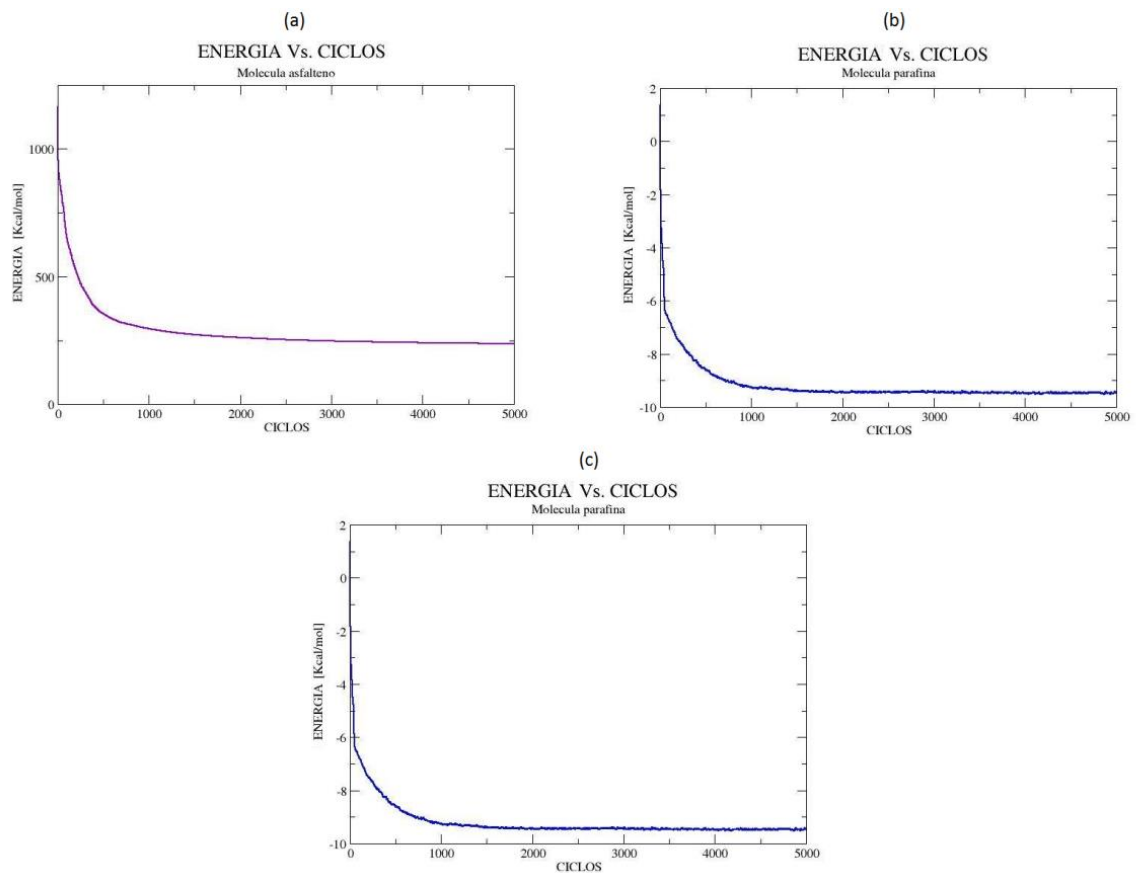 (a)
ENERGIA Vs. CICLOS
Molecula asfalteno
1000
500
0
ENERGIA [Kcal/mol]
0 1000 2000 3000 4000 5000
CICLOS
(b)
ENERGIA Vs. CICLOS
Molecula parafina
2
0
-2
-4
-6
-8
-10
ENERGIA [Kcal/mol]
0 1000 2000 3000 4000 5000
CICLOS
(c)
ENERGIA Vs. CICLOS
Molecula parafina
2
0
-2
-4
-6
-8
-10
ENERGIA [Kcal/mol]
0 1000 2000 3000 4000 5000
CICLOS